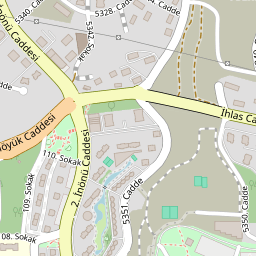 5340.
5328. Cadde
5342. Sokak
İnönü Caddesi
İhlas Ca
öyük Caddesi
110. Sokak
109. Sokak
2. İnönü Caddesi
5351. Cadde
5350. Cadde
08. Sokak